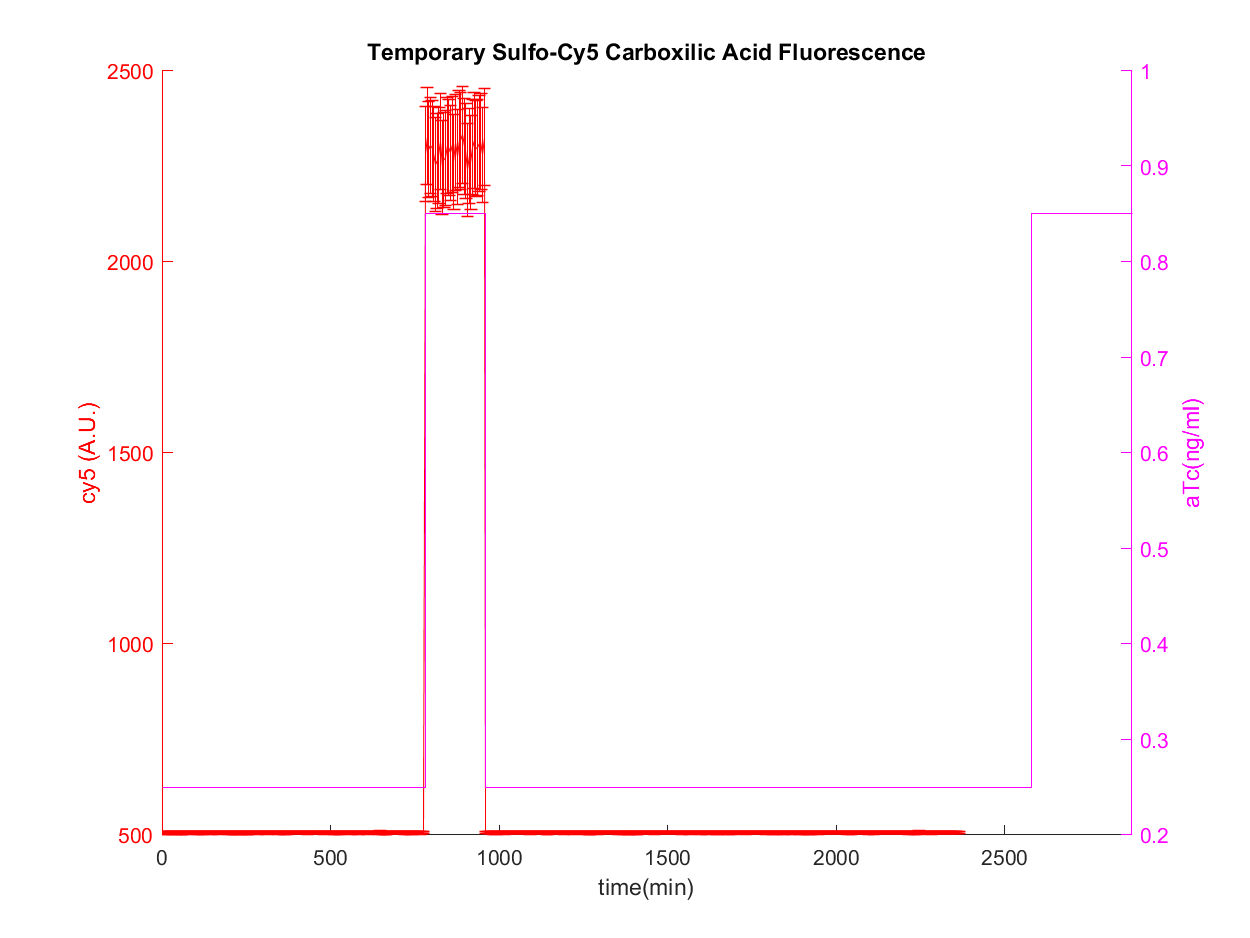 Temporary Sulfo-Cy5 Carboxilic Acid Fluorescence
2500
2000
1500
1000
500
cy5 (A.U.)
1
0.9
0.8
0.7
0.6
0.5
0.4
0.3
0.2
aTc(ng/ml)
0 500 1000 1500 2000 2500
time(min)